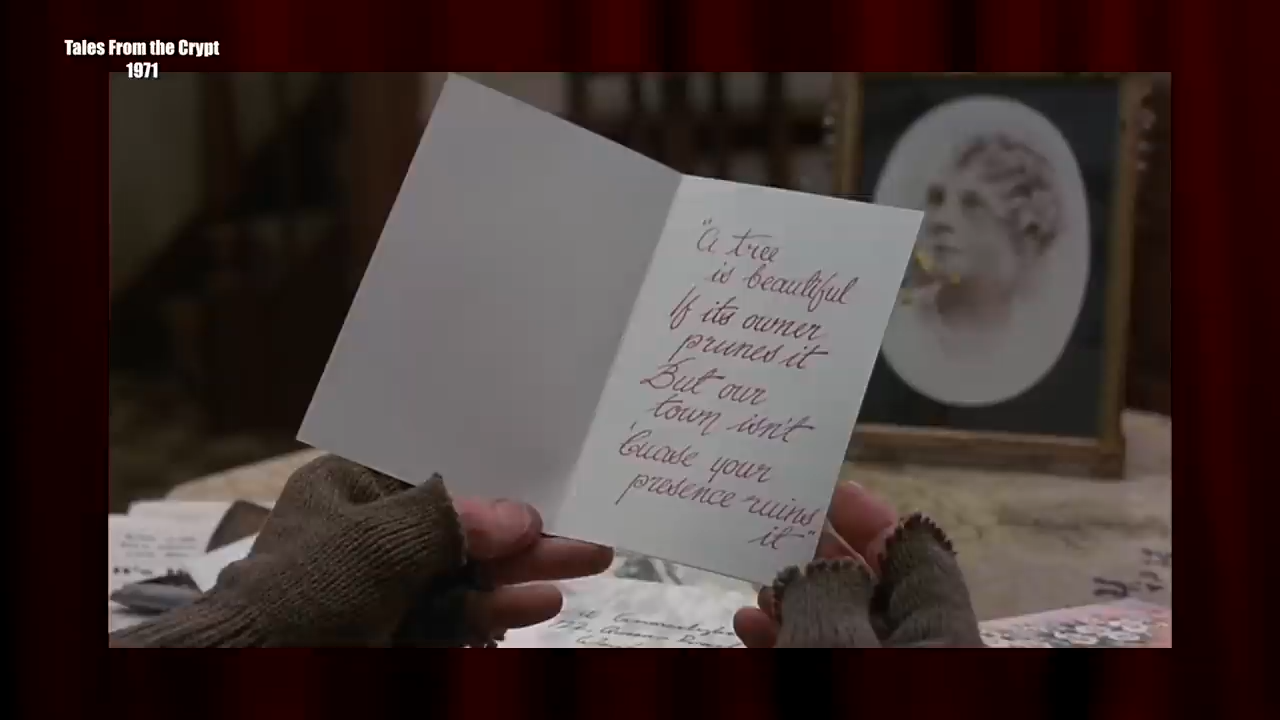 Tales From the Crypt
1971
"A tree
is beautiful
If its owner
prunes it
But our
town isn't
'Cuase your
presence ruins
it"